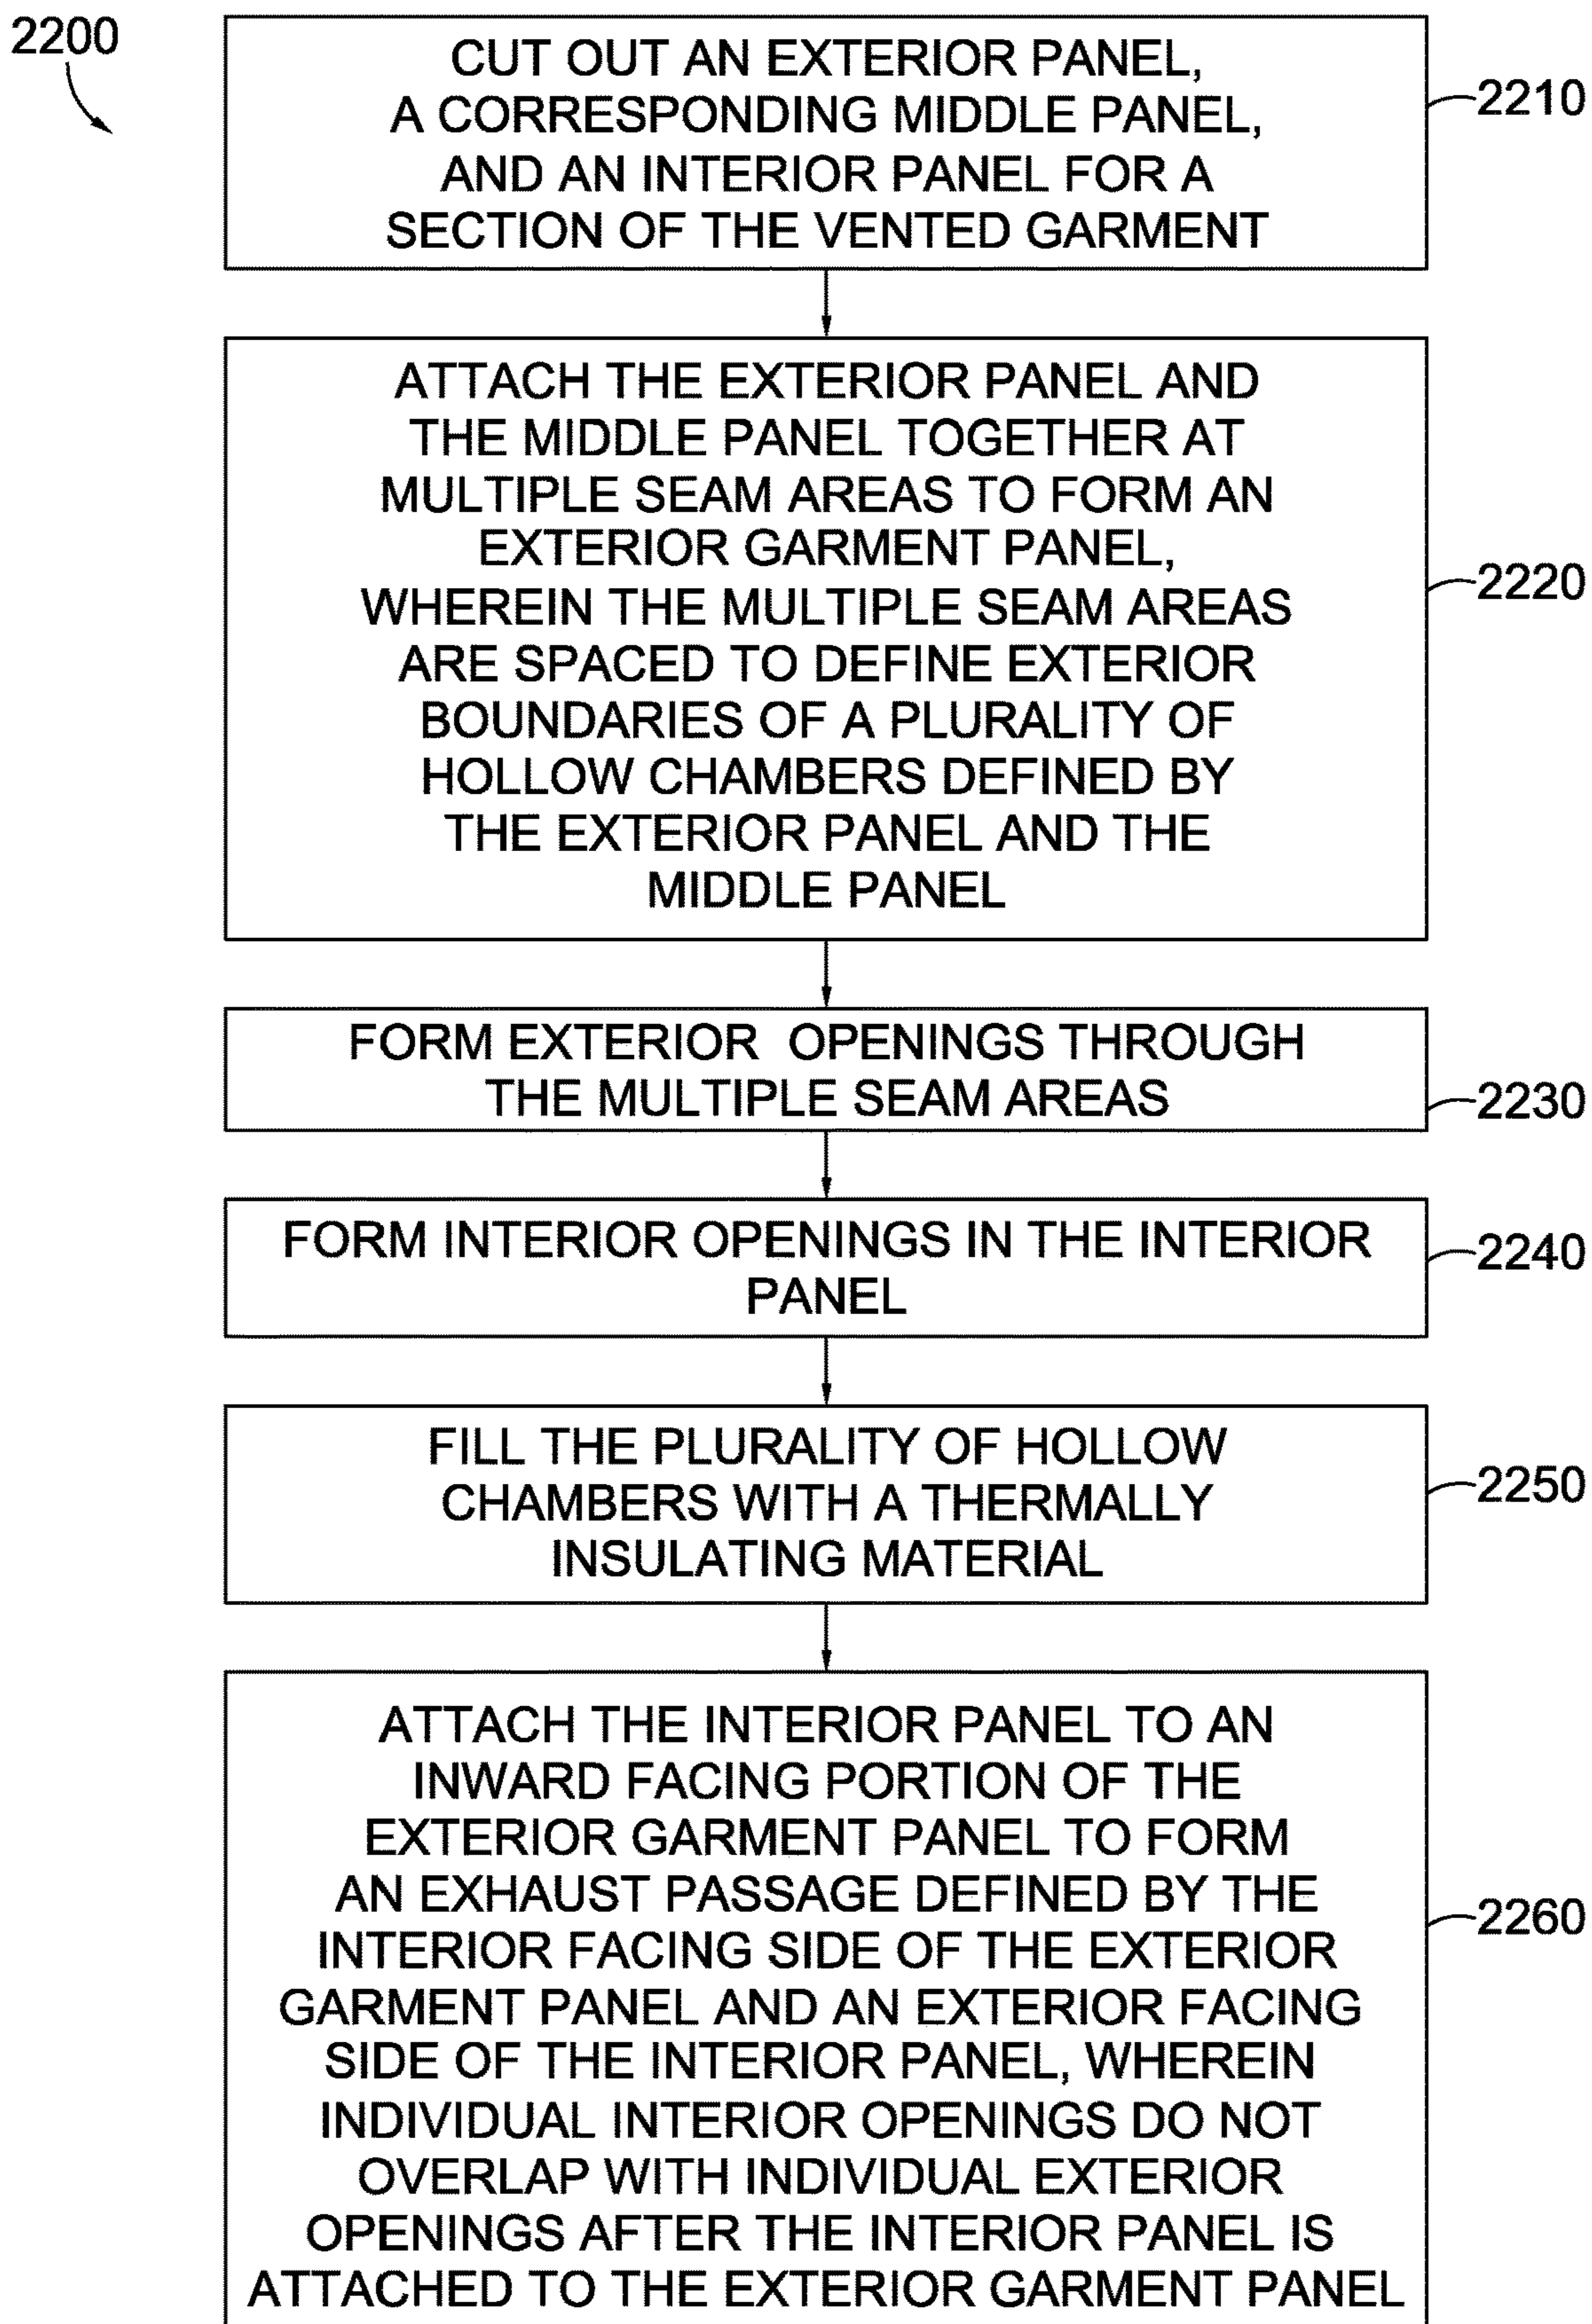 2200
CUT OUT AN EXTERIOR PANEL,
A CORRESPONDING MIDDLE PANEL,
AND AN INTERIOR PANEL FOR A
SECTION OF THE VENTED GARMENT
2210
ATTACH THE EXTERIOR PANEL AND
THE MIDDLE PANEL TOGETHER AT
MULTIPLE SEAM AREAS TO FORM AN
EXTERIOR GARMENT PANEL,
WHEREIN THE MULTIPLE SEAM AREAS
ARE SPACED TO DEFINE EXTERIOR
BOUNDARIES OF A PLURALITY OF
HOLLOW CHAMBERS DEFINED BY
THE EXTERIOR PANEL AND THE
MIDDLE PANEL
2220
FORM EXTERIOR OPENINGS THROUGH
THE MULTIPLE SEAM AREAS
2230
FORM INTERIOR OPENINGS IN THE INTERIOR
PANEL
2240
FILL THE PLURALITY OF HOLLOW
CHAMBERS WITH A THERMALLY
INSULATING MATERIAL
2250
ATTACH THE INTERIOR PANEL TO AN
INWARD FACING PORTION OF THE
EXTERIOR GARMENT PANEL TO FORM
AN EXHAUST PASSAGE DEFINED BY THE
INTERIOR FACING SIDE OF THE EXTERIOR
GARMENT PANEL AND AN EXTERIOR FACING
SIDE OF THE INTERIOR PANEL, WHEREIN
INDIVIDUAL INTERIOR OPENINGS DO NOT
OVERLAP WITH INDIVIDUAL EXTERIOR
OPENINGS AFTER THE INTERIOR PANEL IS
ATTACHED TO THE EXTERIOR GARMENT PANEL
2260